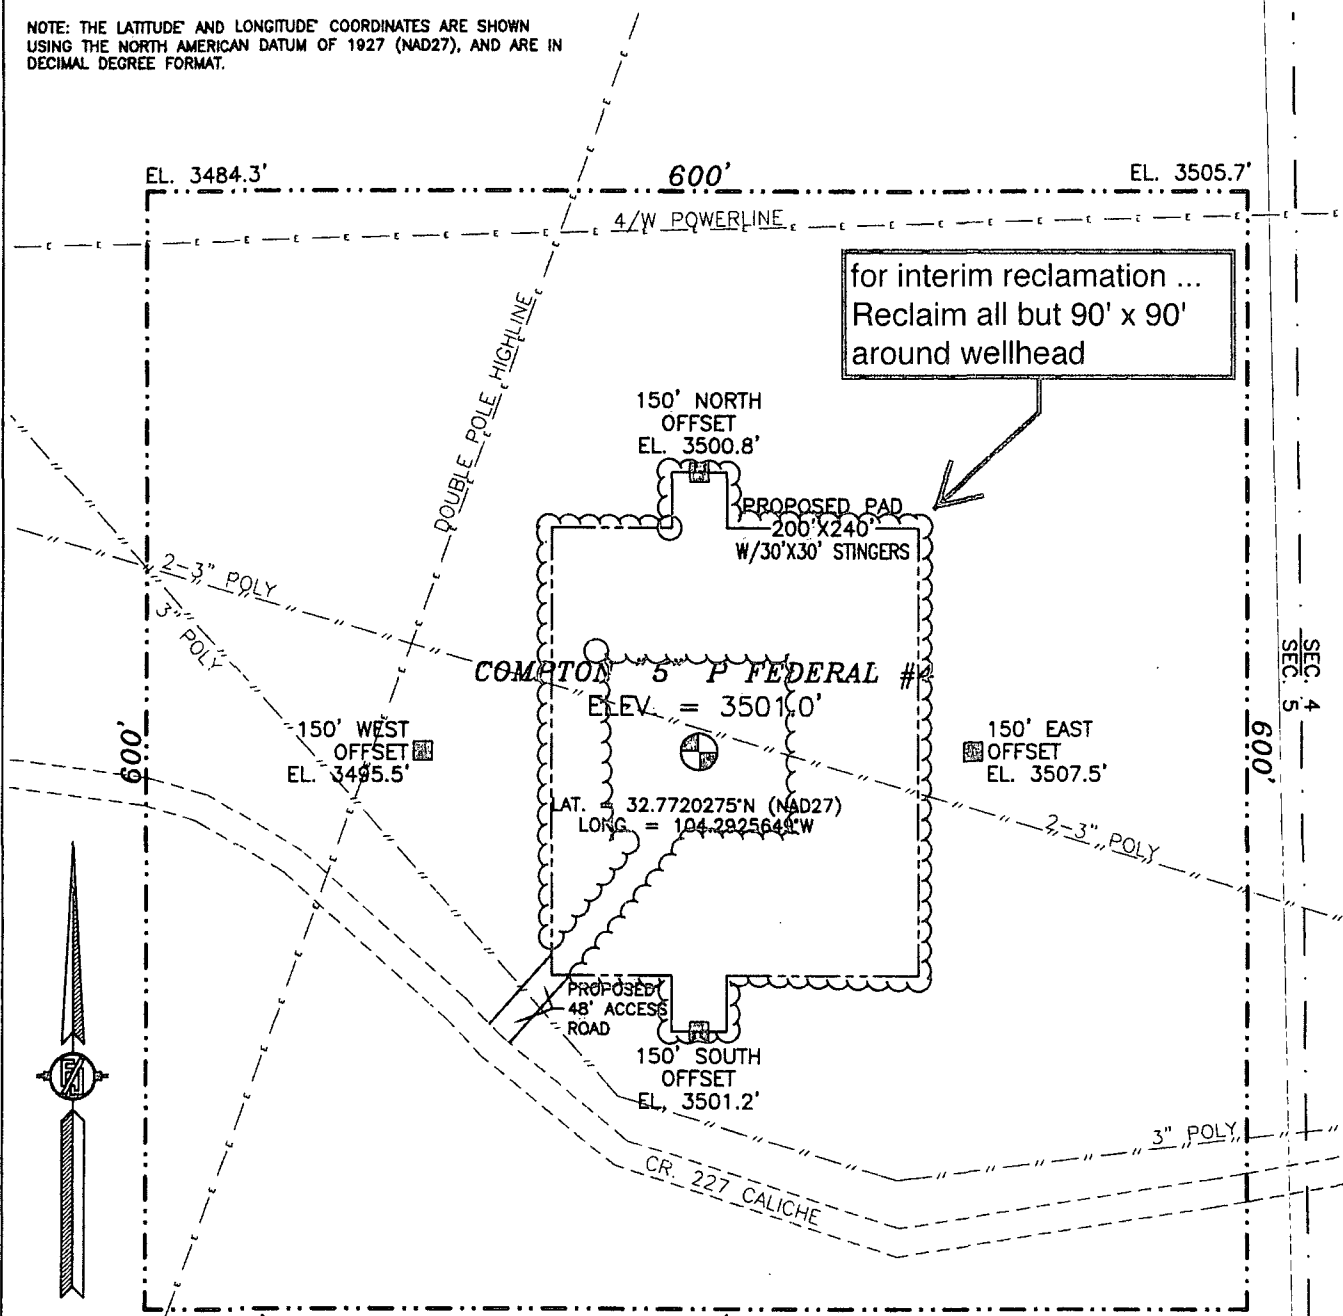 NOTE: THE LATITUDE AND LONGITUDE COORDINATES ARE SHOWN
USING THE NORTH AMERICAN DATUM OF 1927 (NAD27), AND ARE IN
DECIMAL DEGREE FORMAT.
EL. 3484.3'
600'
EL. 3505.7'
4/W POWERLINE
for interim reclamation ...
Reclaim all but 90' x 90'
around wellhead
DOUBLE POLE HIGHLINE
150' NORTH
OFFSET
EL. 3500.8'
PROPOSED PAD
200'X240'
W/30'X30' STINGERS
2-3" POLY
3" POLY
COMPTON "5" P FEDERAL #4
ELEV. = 3501.0'
SEC. 4
SEC. 5
600'
150' WEST
OFFSET
EL. 3495.5'
150' EAST
OFFSET
EL. 3507.5'
600'
LAT. = 32.7720275°N (NAD27)
LONG. = 104.2925649°W
2-3" POLY
PROPOSED
48' ACCESS
ROAD
150' SOUTH
OFFSET
EL. 3501.2'
3" POLY
CR. 227 CALICHE